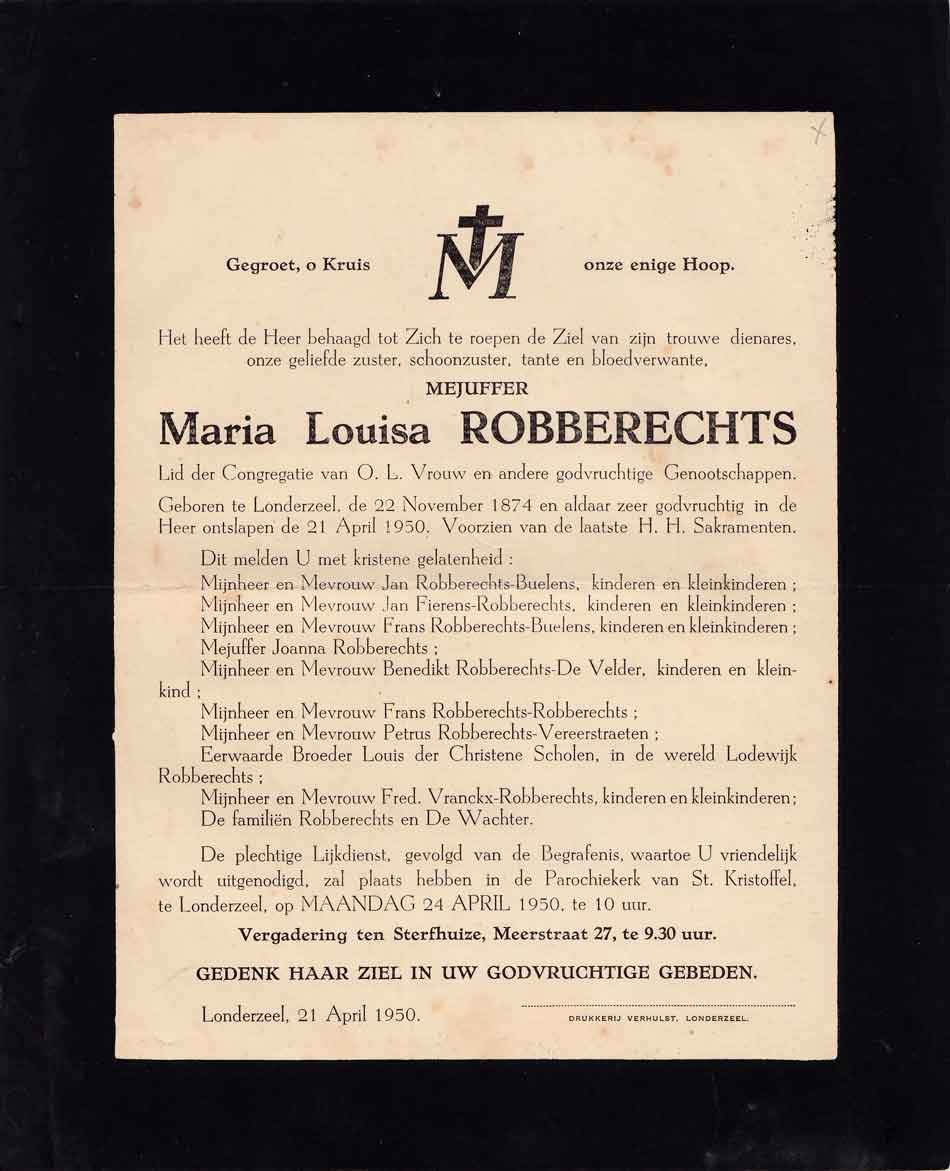 Gegroet, o Kruis onze enige Hoop.
Het heeft de Heer behaagd tot Zich te roepen de Ziel van zijn trouwe dienares,
onze geliefde zuster, schoonzuster, tante en bloedverwante,
MEJUFFER
Maria Louisa ROBBERECHTS
Lid der Congregatie van O. L. Vrouw en andere godvruchtige Genootschappen.
Geboren te Londerzeel, de 22 November 1874 en aldaar zeer godvruchtig in de
Heer ontslapen de 21 April 1950. Voorzien van de laatste H. H. Sakramenten.
Dit melden U met kristene gelatenheid :
Mijnheer en Mevrouw Jan Robberechts-Buelens, kinderen en kleinkinderen ;
Mijnheer en Mevrouw Jan Fierens-Robberechts, kinderen en kleinkinderen ;
Mijnheer en Mevrouw Frans Robberechts-Buelens, kinderen en kleinkinderen ;
Mejuffer Joanna Robberechts ;
Mijnheer en Mevrouw Benedikt Robberechts-De Velder, kinderen en klein-
kind ;
Mijnheer en Mevrouw Frans Robberechts-Robberechts ;
Mijnheer en Mevrouw Petrus Robberechts-Vereerstraeten ;
Eerwaarde Broeder Louis der Christene Scholen, in de wereld Lodewijk
Robberechts ;
Mijnheer en Mevrouw Fred. Vranckx-Robberechts, kinderen en kleinkinderen ;
De familiën Robberechts en De Wachter.
De plechtige Lijkdienst, gevolgd van de Begrafenis, waartoe U vriendelijk
wordt uitgenodigd, zal plaats hebben in de Parochiekerk van St. Kristoffel,
te Londerzeel, op MAANDAG 24 APRIL 1950, te 10 uur.
Vergadering ten Sterfhuize, Meerstraat 27, te 9.30 uur.
GEDENK HAAR ZIEL IN UW GODVRUCHTIGE GEBEDEN.
Londerzeel, 21 April 1950.
DRUKKERIJ VERHULST, LONDERZEEL.